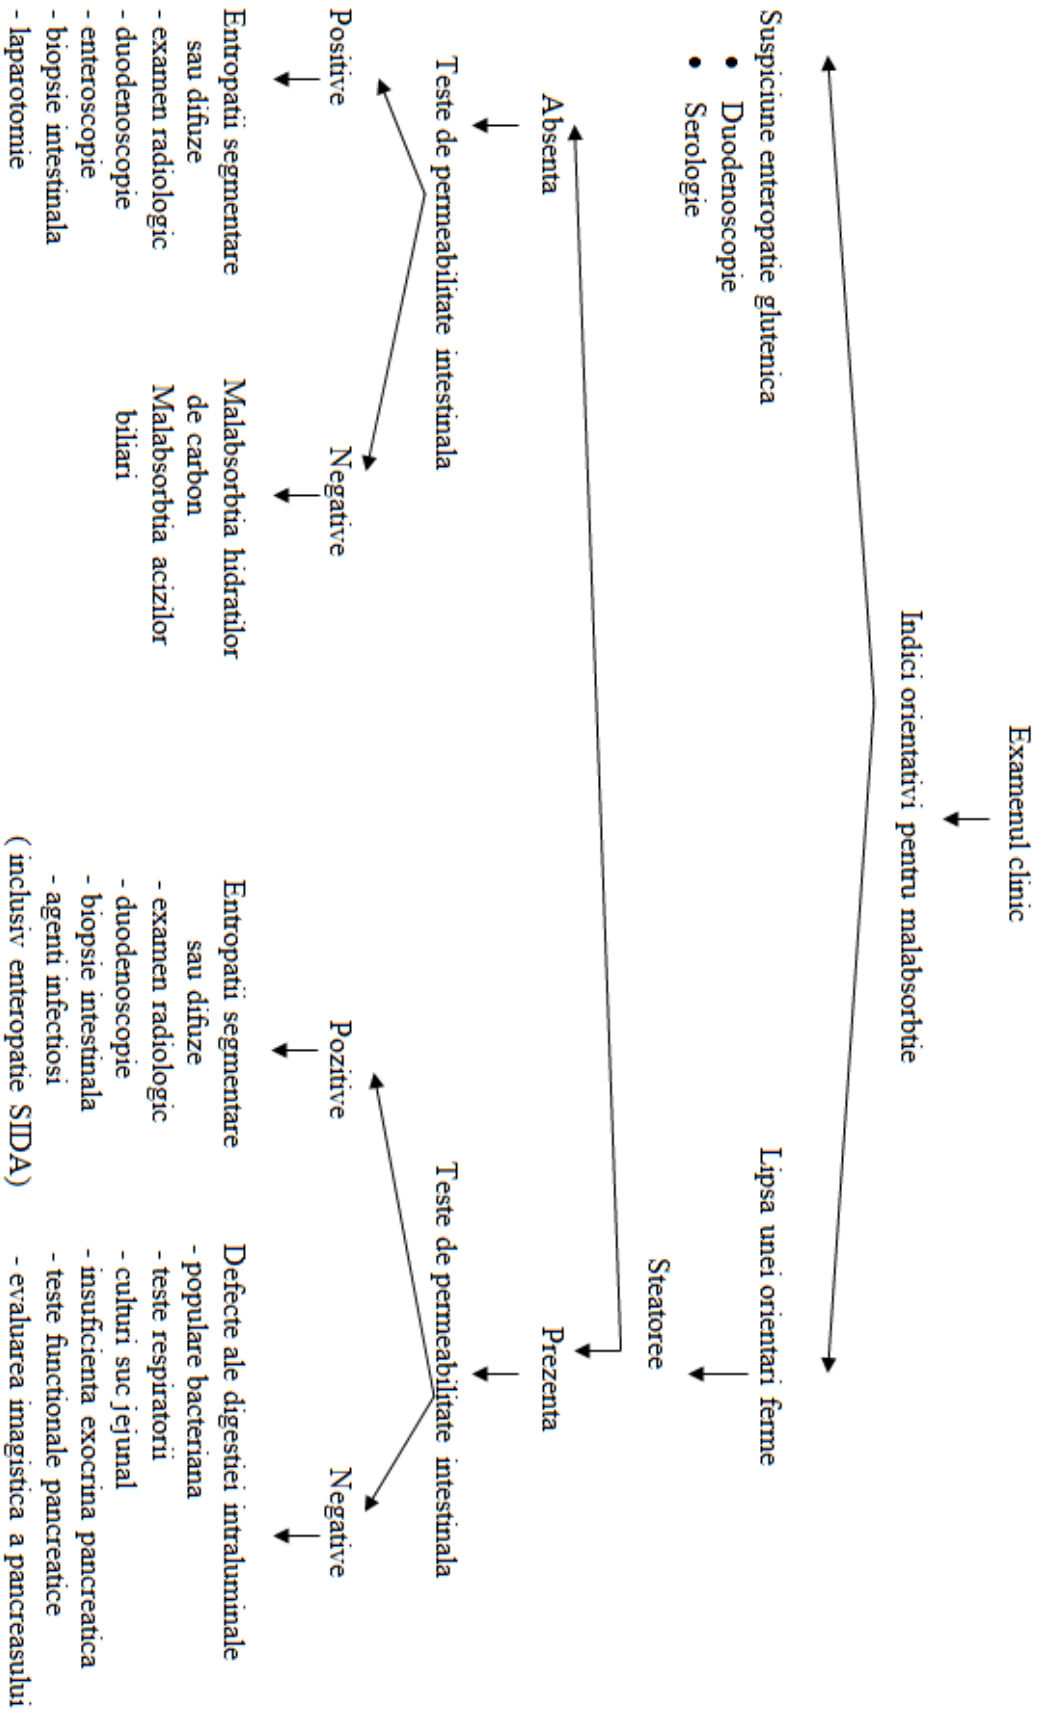 Examenul clinic
Indici orientativi pentru malabsorbtie
Suspiciune enteropatie glutenica
• Duodenoscopie
• Serologie
Lipsa unei orientari ferme
Steatoree
Absenta
Prezenta
Teste de permeabilitate intestinala
Teste de permeabilitate intestinala
Positive
Negative
Pozitive
Negative
Entropatii segmentare
sau difuze
- examen radiologic
- duodenoscopie
- enteroscopie
- biopsie intestinala
- laparotomie
Malabsorbtia hidratilor
de carbon
Malabsorbtia acizilor
biliari
Entropatii segmentare
sau difuze
- examen radiologic
- duodenoscopie
- biopsie intestinala
- agenti infectiosi
( inclusiv enteropatie SIDA)
Defecte ale digestiei intraluminale
- populare bacteriana
- teste respiratorii
- culturi suc jejunal
- insuficienta exocrina pancreatica
- teste functionale pancreatice
- evaluarea imagistica a pancreasului